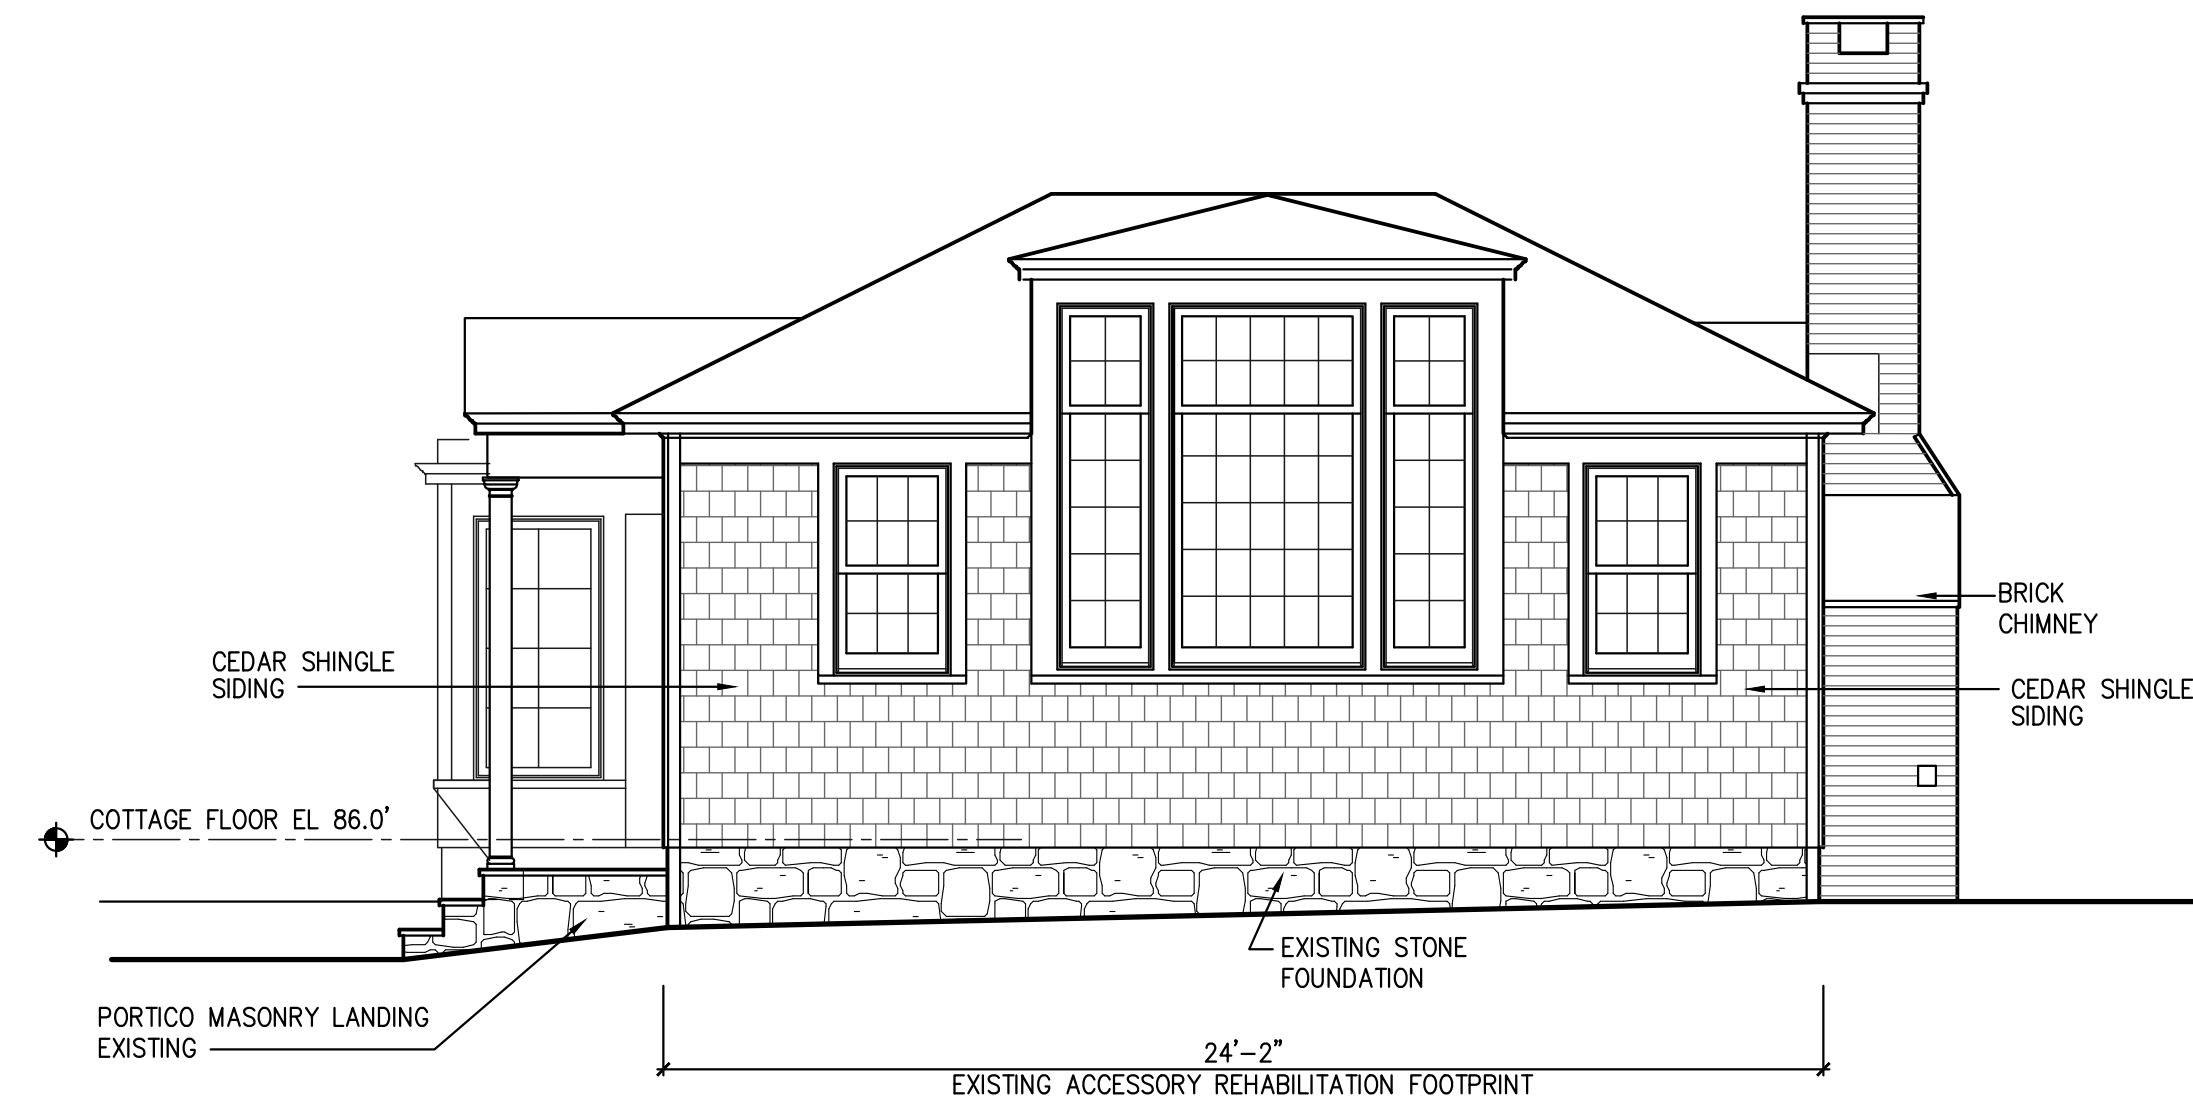 BRICK
CHIMNEY
CEDAR SHINGLE
SIDING
CEDAR SHINGLE
SIDING
COTTAGE FLOOR EL 86.0'
EXISTING STONE
FOUNDATION
PORTICO MASONRY LANDING
EXISTING
24'-2"
EXISTING ACCESSORY REHABILITATION FOOTPRINT